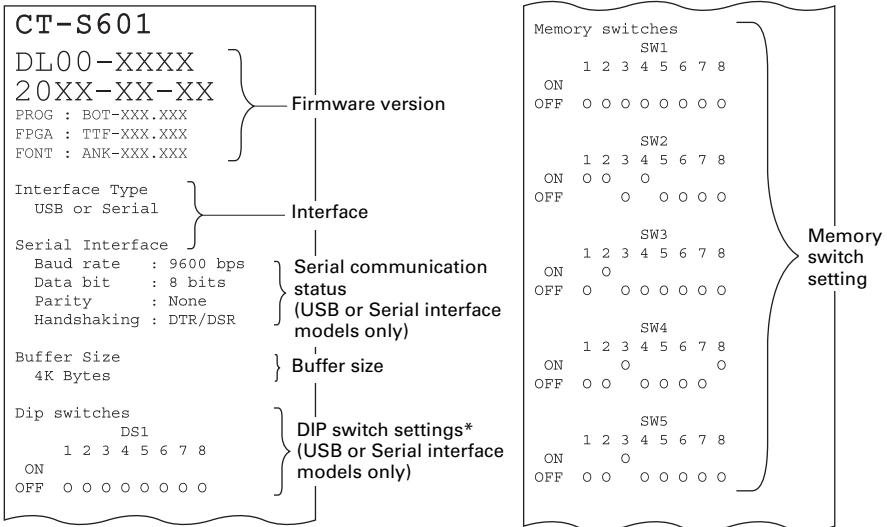 CT-S601
DL00-XXXX
20XX-XX-XX
PROG : BOT-XXX.XXX
FPGA : TTF-XXX.XXX
FONT : ANK-XXX.XXX
Firmware version
Interface Type
USB or Serial
Interface
Serial Interface
Baud rate : 9600 bps
Data bit : 8 bits
Parity : None
Handshaking : DTR/DSR
Serial communication
status
(USB or Serial interface
models only)
Buffer Size
4K Bytes
Buffer size
Dip switches
DS1
1 2 3 4 5 6 7 8
ON
OFF O O O O O O O O
DIP switch settings*
(USB or Serial interface
models only)
Memory switches
SW1
1 2 3 4 5 6 7 8
ON
OFF O O O O O O O O
SW2
1 2 3 4 5 6 7 8
ON O O O
OFF O O O O O
SW3
1 2 3 4 5 6 7 8
ON O
OFF O O O O O O O
SW4
1 2 3 4 5 6 7 8
ON O O
OFF O O O O O O
SW5
1 2 3 4 5 6 7 8
ON O
OFF O O O O O O O
Memory
switch
setting